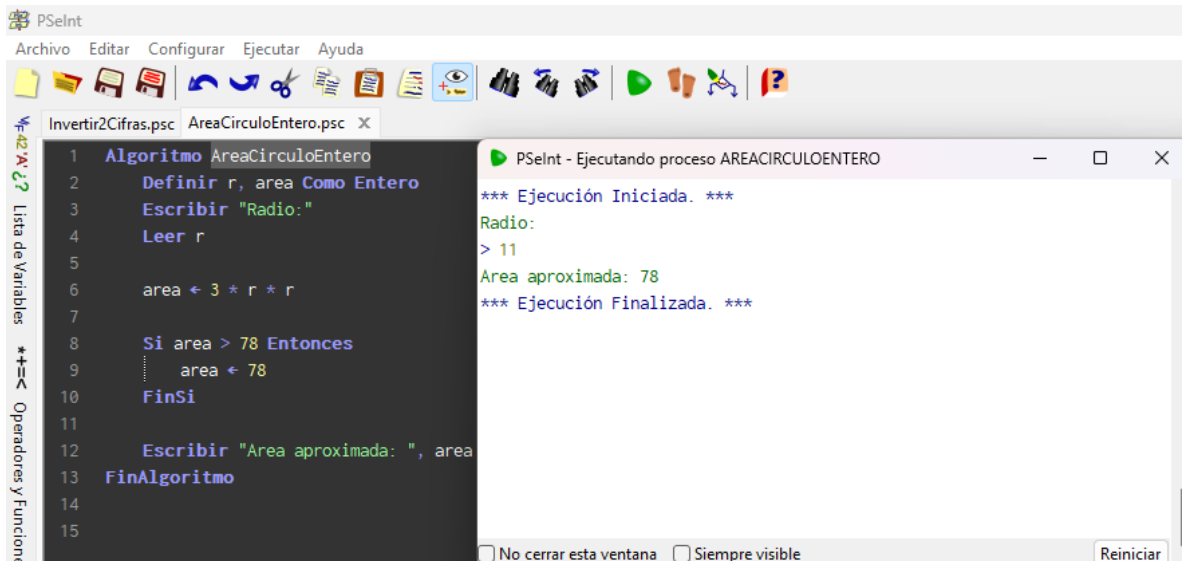 PSeInt
Archivo Editar Configurar Ejecutar Ayuda
Invertir2Cifras.psc AreaCirculoEntero.psc X
*+=< Operadores y Funcione
42 'A' ¿? Lista de Variables
1 Algoritmo AreaCirculoEntero
2 Definir r, area Como Entero
3 Escribir "Radio:"
4 Leer r
5
6 area ← 3 * r * r
7
8 Si area > 78 Entonces
9 area ← 78
10 FinSi
11
12 Escribir "Area aproximada: ", area
13 FinAlgoritmo
14
15
PSeInt - Ejecutando proceso AREACIRCULOENTERO
*** Ejecución Iniciada. ***
Radio:
> 11
Area aproximada: 78
*** Ejecución Finalizada. ***
No cerrar esta ventana Siempre visible Reiniciar